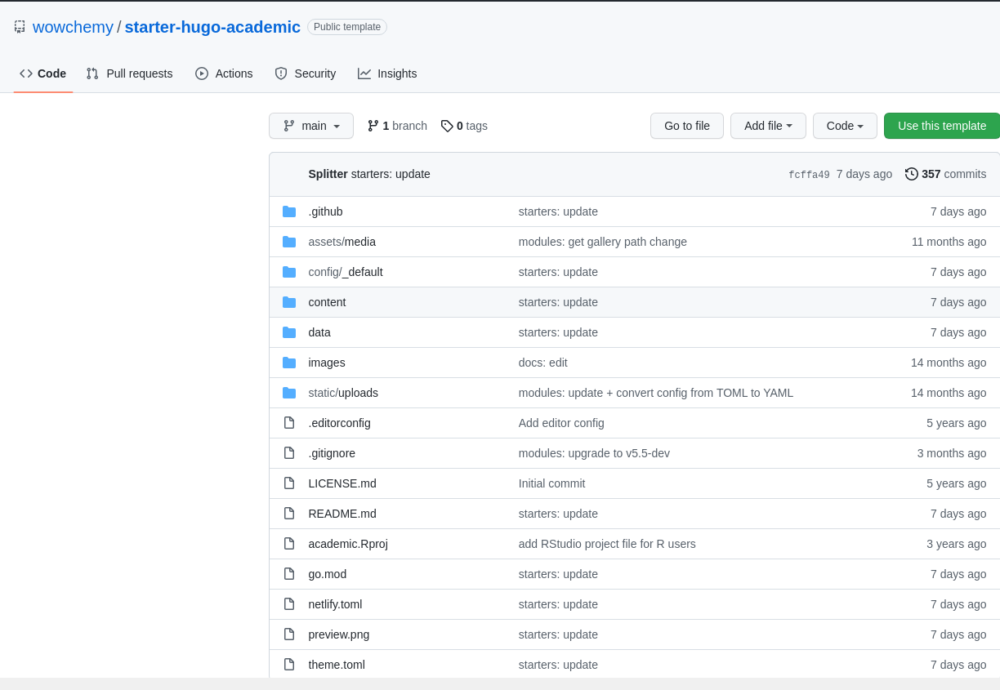 wowchemy / starter-hugo-academic Public template
Code Pull requests Actions Security Insights
main 1 branch 0 tags Go to file Add file Code Use this template
Splitter starters: update fcffa49 7 days ago 357 commits
.github starters: update 7 days ago
assets/media modules: get gallery path change 11 months ago
config/_default starters: update 7 days ago
content starters: update 7 days ago
data starters: update 7 days ago
images docs: edit 14 months ago
static/uploads modules: update + convert config from TOML to YAML 14 months ago
.editorconfig Add editor config 5 years ago
.gitignore modules: upgrade to v5.5-dev 3 months ago
LICENSE.md Initial commit 5 years ago
README.md starters: update 7 days ago
academic.Rproj add RStudio project file for R users 3 years ago
go.mod starters: update 7 days ago
netlify.toml starters: update 7 days ago
preview.png starters: update 7 days ago
theme.toml starters: update 7 days ago